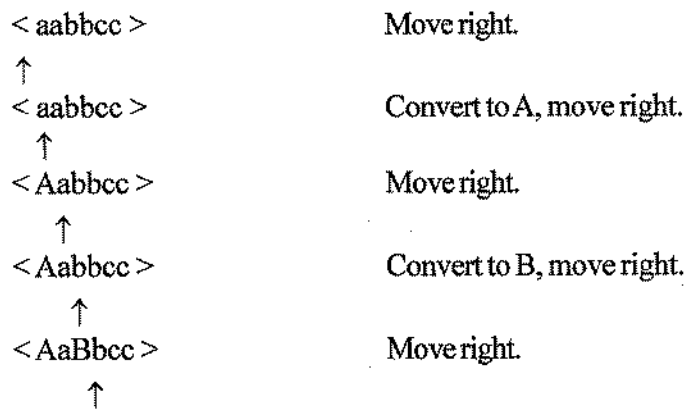 < aabbcc > Move right.
↑
< aabbcc > Convert to A, move right.
↑
< Aabbcc > Move right.
↑
< Aabbcc > Convert to B, move right.
↑
< AaBbcc > Move right.
↑